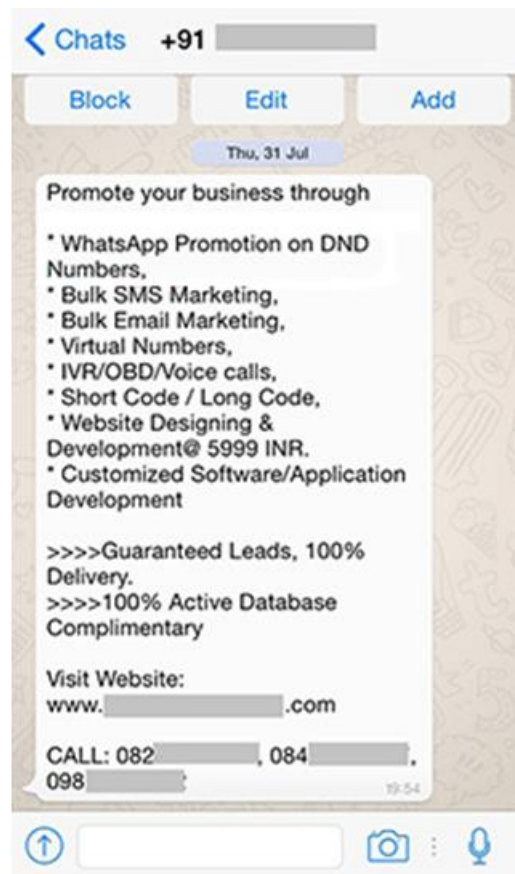 Chats +91
Block Edit Add
Thu, 31 Jul
Promote your business through
* WhatsApp Promotion on DND
Numbers,
* Bulk SMS Marketing,
* Bulk Email Marketing,
* Virtual Numbers,
* IVR/OBD/Voice calls,
* Short Code / Long Code,
* Website Designing &
Development@ 5999 INR.
* Customized Software/Application
Development
>>>>Guaranteed Leads, 100%
Delivery.
>>>>100% Active Database
Complimentary
Visit Website:
www. .com
CALL: 082 , 084 ,
098
19:54